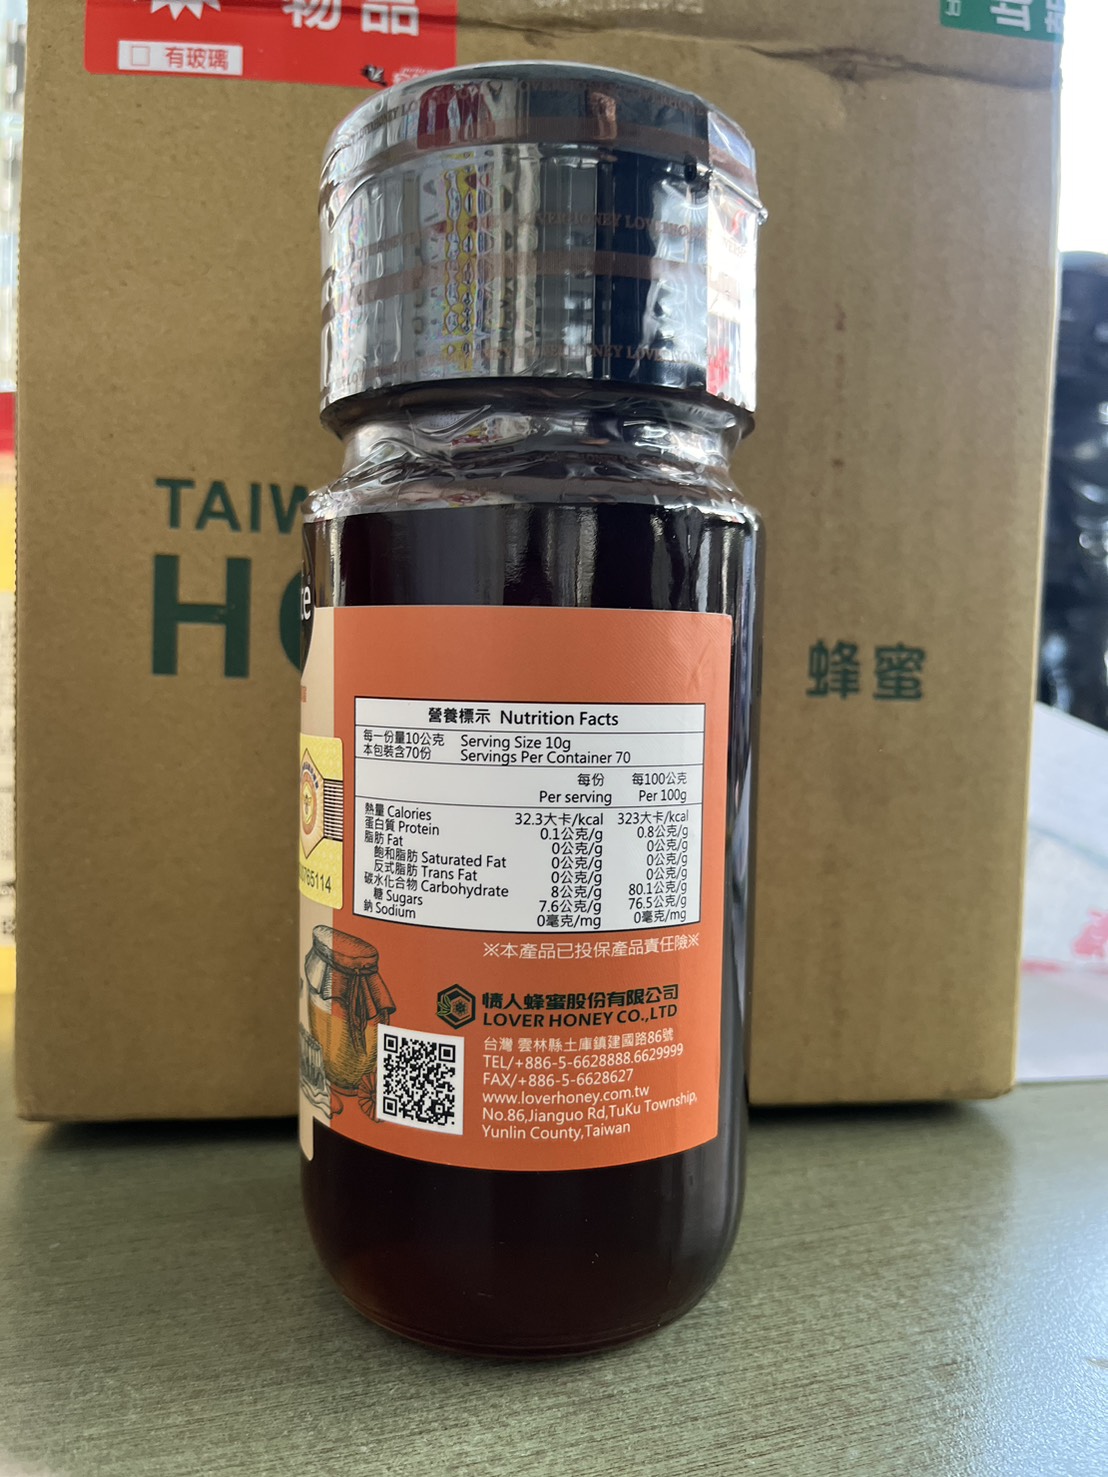 物品
□ 有玻璃
TAIW
H
蜂蜜
營養標示 Nutrition Facts
每一份量10公克 Serving Size 10g
本包裝含70份 Servings Per Container 70
每份 每100公克
Per serving Per 100g
熱量 Calories 32.3大卡/kcal 323大卡/kcal
蛋白質 Protein 0.1公克/g 0.8公克/g
脂肪 Fat 0公克/g 0公克/g
飽和脂肪 Saturated Fat 0公克/g 0公克/g
反式脂肪 Trans Fat 0公克/g 0公克/g
碳水化合物 Carbohydrate 8公克/g 80.1公克/g
糖 Sugars 7.6公克/g 76.5公克/g
鈉 Sodium 0毫克/mg 0毫克/mg
※本產品已投保產品責任險※
情人蜂蜜股份有限公司
LOVER HONEY CO.,LTD
台灣 雲林縣土庫鎮建國路86號
TEL/+886-5-6628888.6629999
FAX/+886-5-6628627
www.loverhoney.com.tw
No.86,Jianguo Rd,TuKu Township,
Yunlin County,Taiwan